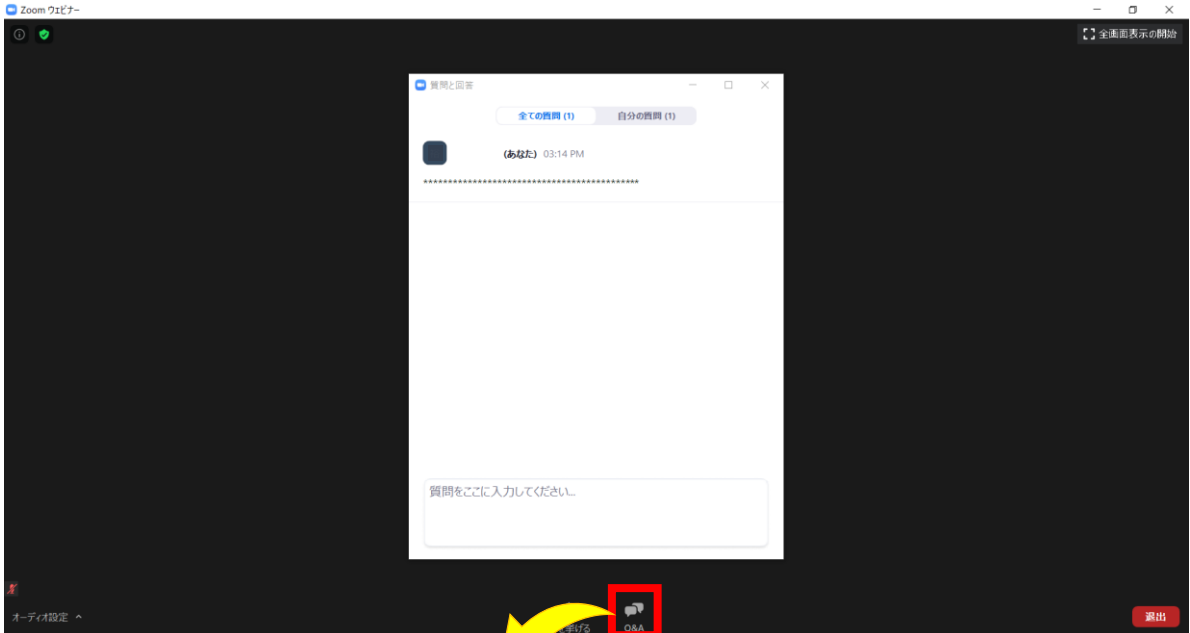 Zoom ウェビナー
全画面表示の開始
質問と回答
全ての質問 (1)
自分の質問 (1)
(あなた) 03:14 PM
********************************************
質問をここに入力してください...
オーディオ設定
挙げる
Q&A
退出